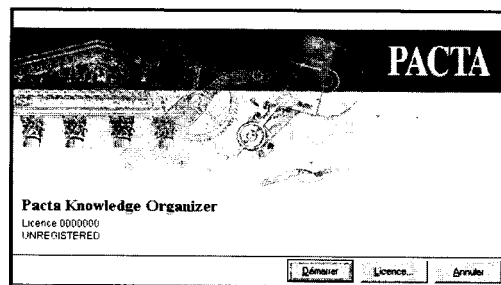 PACTA
Pacta Knowledge Organizer
Licence 0000000
UNREGISTERED
Démarrer Licence... Annuler